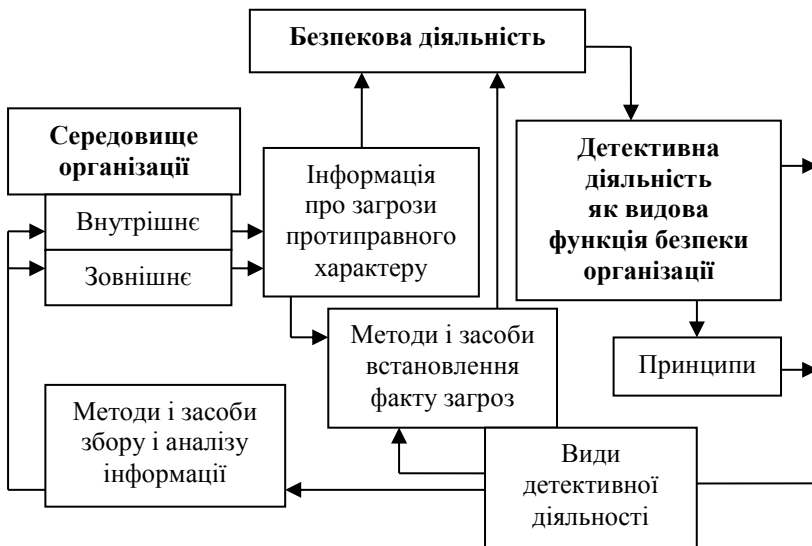 Безпекова діяльність
Середовище
організації
Внутрішнє
Зовнішнє
Інформація
про загрози
протиправного
характеру
Детективна
діяльність
як видова
функція безпеки
організації
Методи і засоби
встановлення
факту загроз
Принципи
Методи і засоби
збору і аналізу
інформації
Види
детективної
діяльності